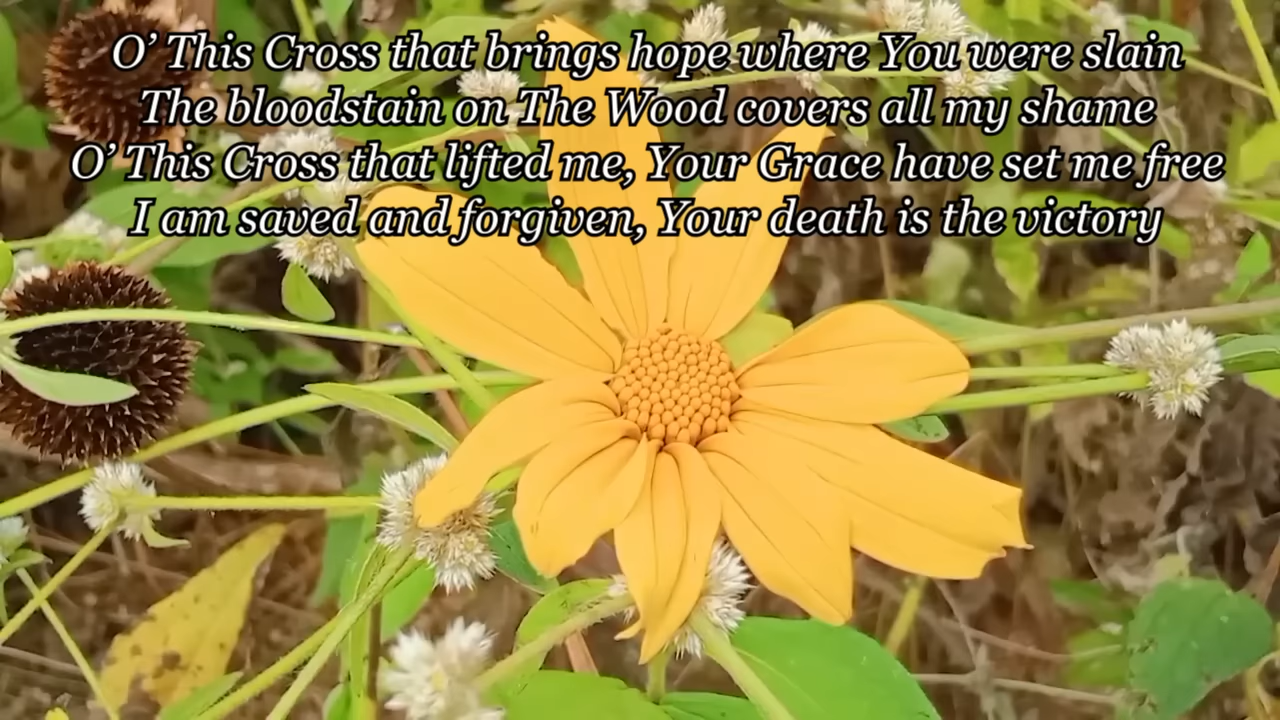 O’ This Cross that brings hope where You were slain
The bloodstain on The Wood covers all my shame
O’ This Cross that lifted me, Your Grace have set me free
I am saved and forgiven, Your death is the victory